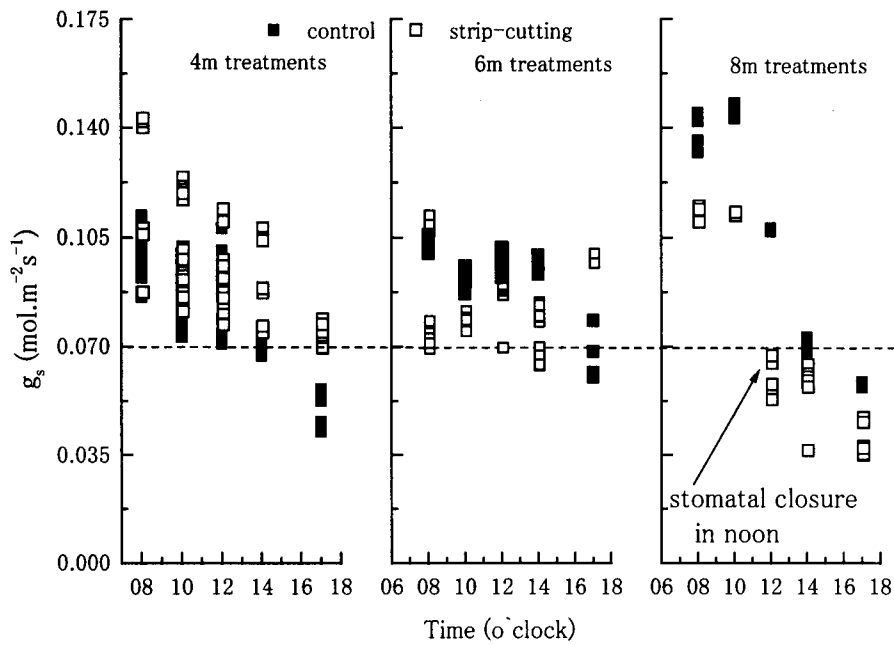 0.175
0.140
0.105
0.070
0.035
0.000
gs (mol.m⁻²s⁻¹)
control
strip-cutting
4m treatments
6m treatments
8m treatments
stomatal closure
in noon
08 10 12 14 16 18
06 08 10 12 14 16 18
06 08 10 12 14 16 18
Time (o`clock)